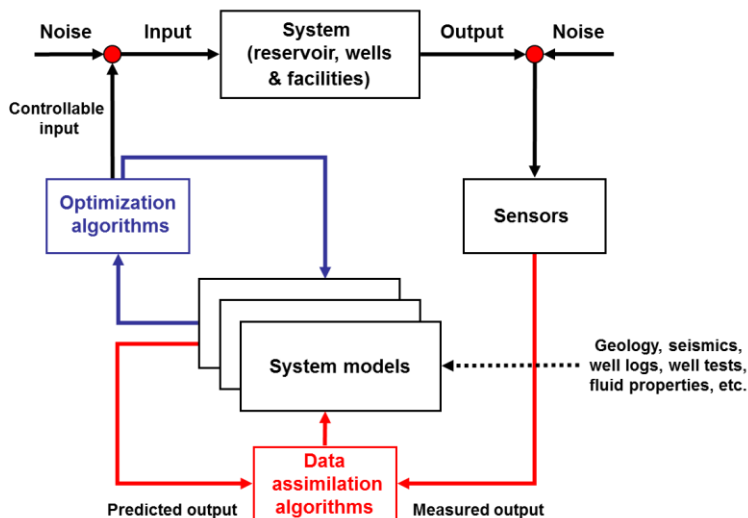 Noise
Input
System
(reservoir, wells
& facilities)
Output
Noise
Controllable
input
Optimization
algorithms
Sensors
System models
Geology, seismics,
well logs, well tests,
fluid properties, etc.
Data
assimilation
algorithms
Predicted output
Measured output